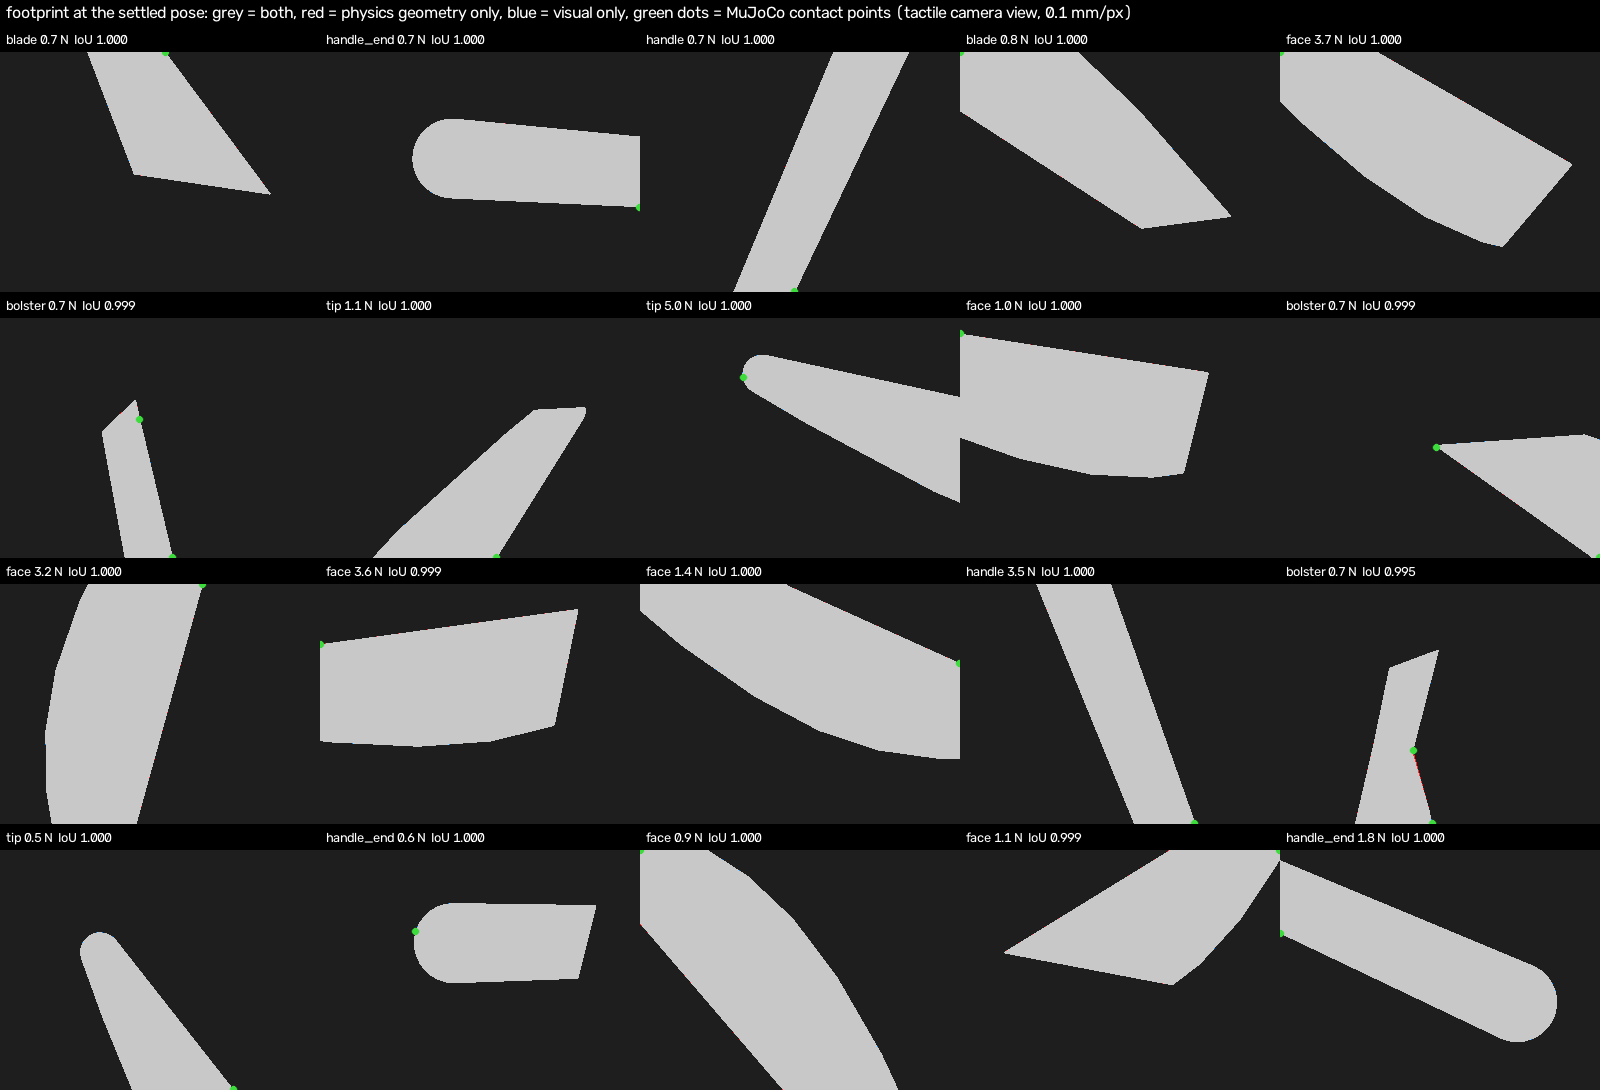 footprint at the settled pose: grey = both, red = physics geometry only, blue = visual only, green dots = MuJoCo contact points (tactile camera view, 0.1 mm/px)
blade 0.7 N IoU 1.000
handle_end 0.7 N IoU 1.000
handle 0.7 N IoU 1.000
blade 0.8 N IoU 1.000
face 3.7 N IoU 1.000
bolster 0.7 N IoU 0.999
tip 1.1 N IoU 1.000
tip 5.0 N IoU 1.000
face 1.0 N IoU 1.000
bolster 0.7 N IoU 0.999
face 3.2 N IoU 1.000
face 3.6 N IoU 0.999
face 1.4 N IoU 1.000
handle 3.5 N IoU 1.000
bolster 0.7 N IoU 0.995
tip 0.5 N IoU 1.000
handle_end 0.6 N IoU 1.000
face 0.9 N IoU 1.000
face 1.1 N IoU 0.999
handle_end 1.8 N IoU 1.000